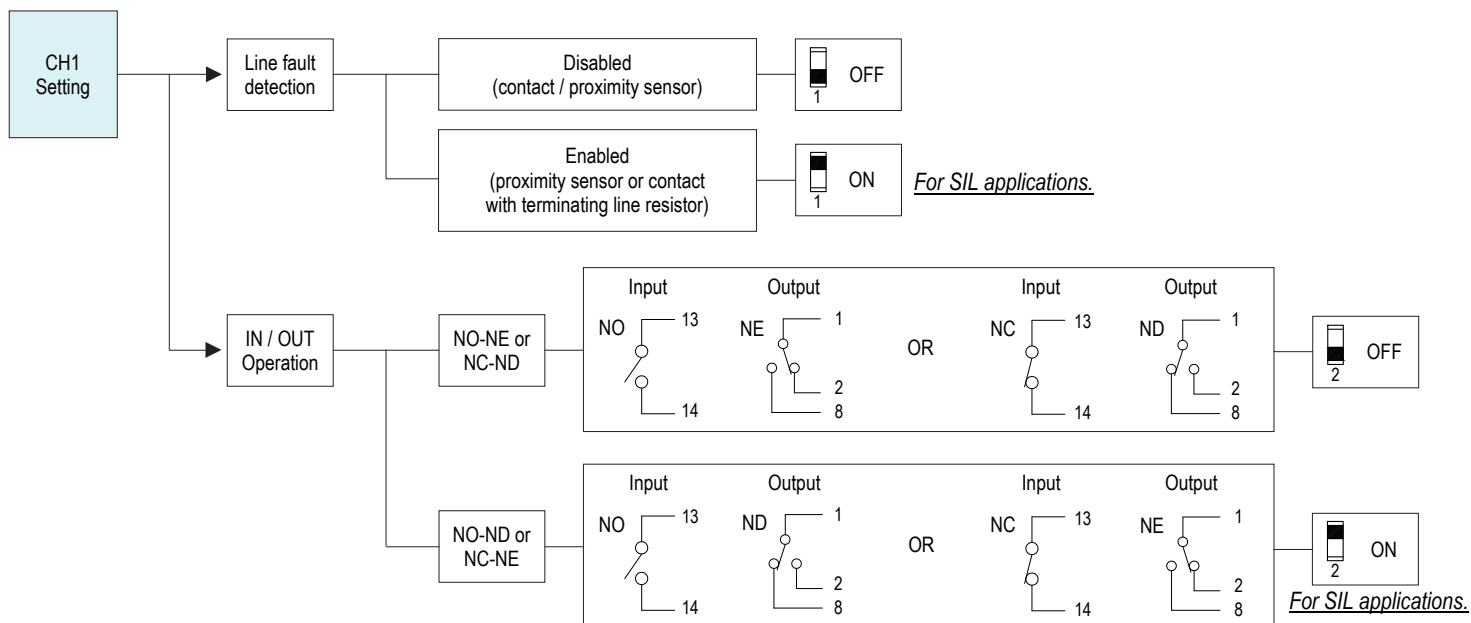 CH1
Setting
Line fault
detection
Disabled
(contact / proximity sensor)
1
OFF
Enabled
(proximity sensor or contact
with terminating line resistor)
1
ON
For SIL applications.
IN / OUT
Operation
NO-NE or
NC-ND
Input
NO
13
14
Output
NE
1
2
8
OR
Input
NC
13
14
Output
ND
1
2
8
2
OFF
NO-ND or
NC-NE
Input
NO
13
14
Output
ND
1
2
8
OR
Input
NC
13
14
Output
NE
1
2
8
2
ON
For SIL applications.